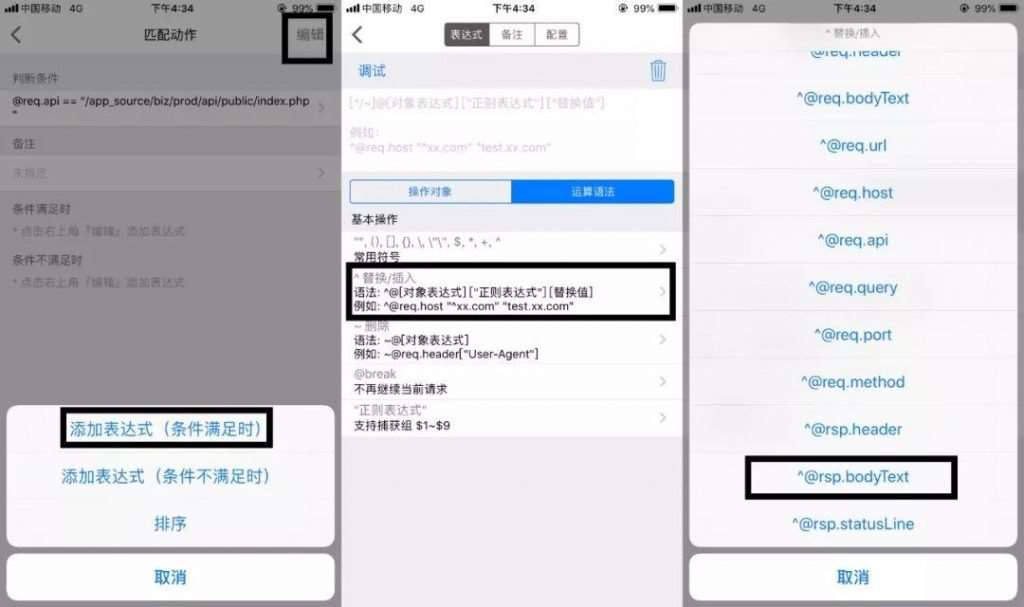 中国移动 4G 下午4:34 99%
匹配动作 编辑
判断条件
@req.api == "/app_source/biz/prod/api/public/index.php
"
备注
未指定
条件满足时
* 点击右上角『编辑』添加表达式
条件不满足时
* 点击右上角『编辑』添加表达式
添加表达式（条件满足时）
添加表达式（条件不满足时）
排序
取消
中国移动 4G 下午4:34 99%
表达式 备注 配置
调试
[^/~]@[对象表达式]["正则表达式"]["替换值"]
例如:
^@req.host "^xx.com" "test.xx.com"
操作对象 运算语法
基本操作
"", (), [], {}, \, \"\", $, *, +, ^
常用符号
^ 替换/插入
语法: ^@[对象表达式]["正则表达式"][替换值]
例如: ^@req.host "^xx.com" "test.xx.com"
~ 删除
语法: ~@[对象表达式]
例如: ~@req.header["User-Agent"]
@break
不再继续当前请求
"正则表达式"
支持捕获组 $1~$9
中国移动 4G 下午4:34 99%
^ 替换/插入
^@req.header
^@req.bodyText
^@req.url
^@req.host
^@req.api
^@req.query
^@req.port
^@req.method
^@rsp.header
^@rsp.bodyText
^@rsp.statusLine
取消